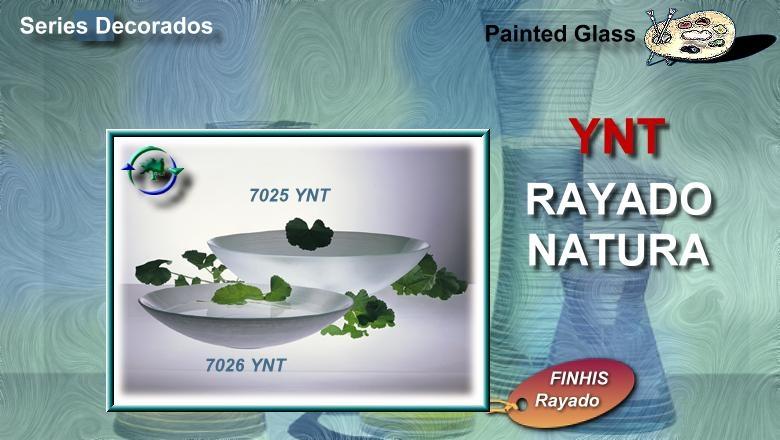 Series Decorados
Painted Glass
YNT
RAYADO
NATURA
7025 YNT
7026 YNT
FINHIS
Rayado